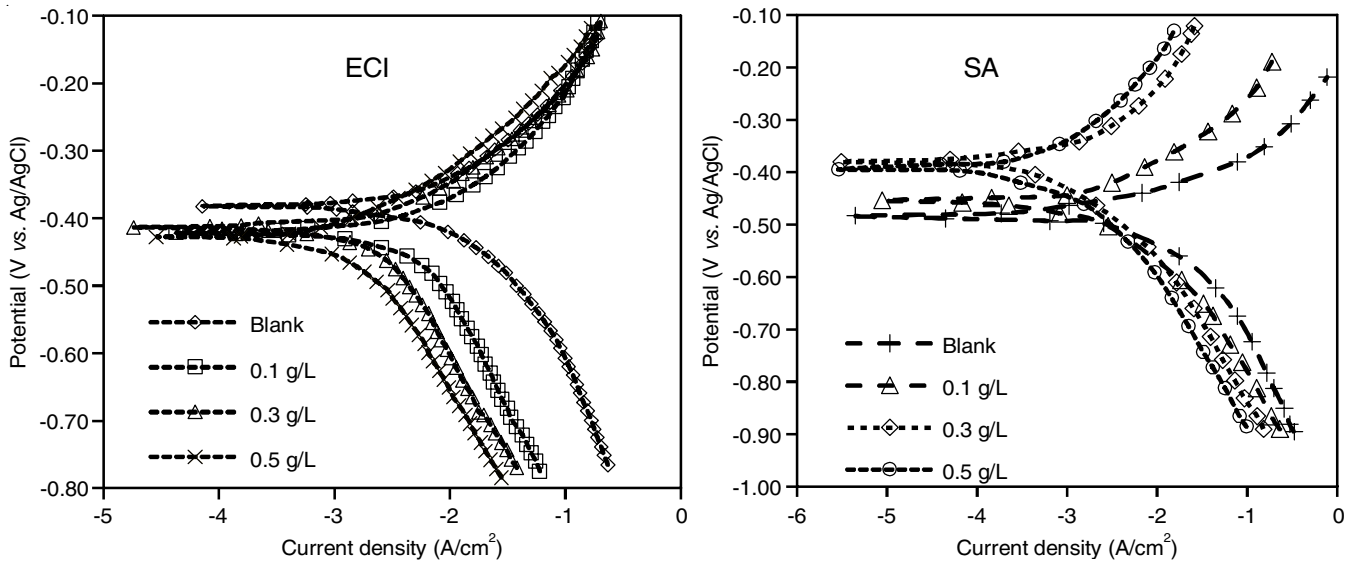 ECI
-0.10
-0.20
-0.30
-0.40
-0.50
-0.60
-0.70
-0.80
Potential (V vs. Ag/AgCl)
Blank
0.1 g/L
0.3 g/L
0.5 g/L
-5 -4 -3 -2 -1 0
Current density (A/cm²)
SA
-0.10
-0.20
-0.30
-0.40
-0.50
-0.60
-0.70
-0.80
-0.90
-1.00
Potential (V vs. Ag/AgCl)
Blank
0.1 g/L
0.3 g/L
0.5 g/L
-6 -5 -4 -3 -2 -1 0
Current density (A/cm²)